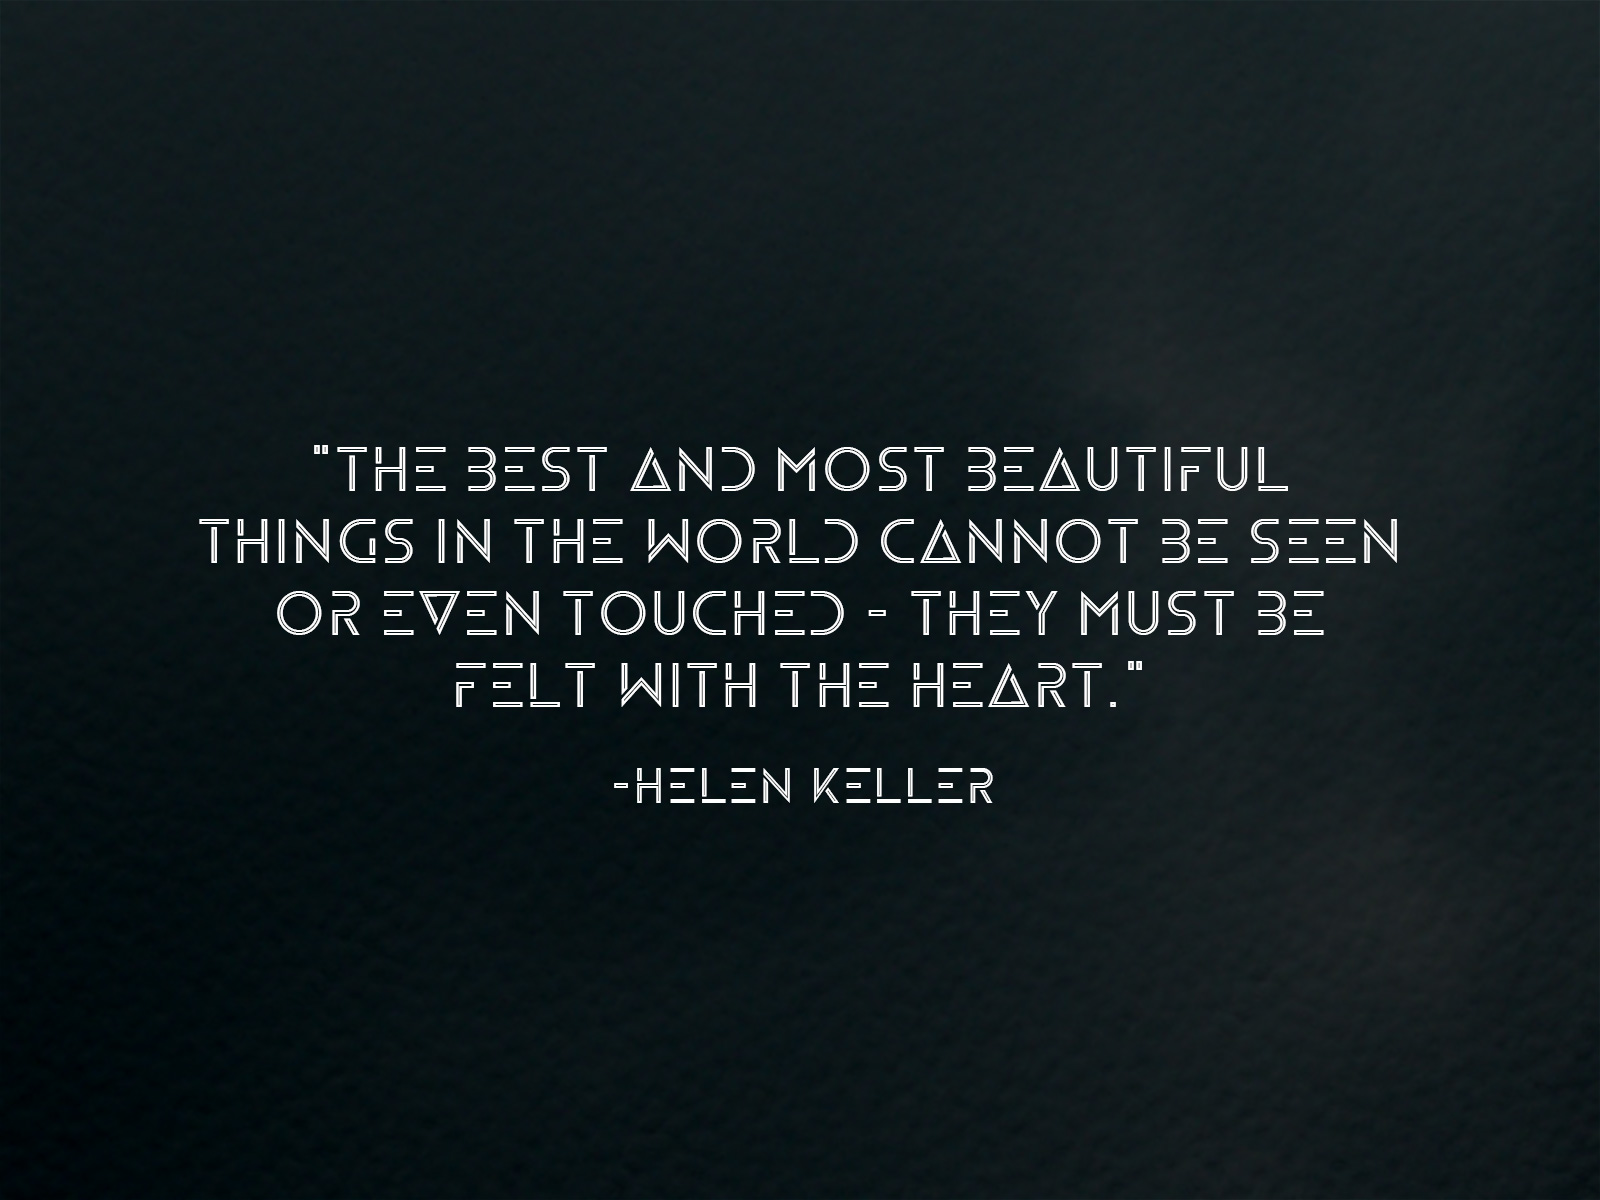 "THE BEST AND MOST BEAUTIFUL
THINGS IN THE WORLD CANNOT BE SEEN
OR EVEN TOUCHED - THEY MUST BE
FELT WITH THE HEART."
-HELEN KELLER